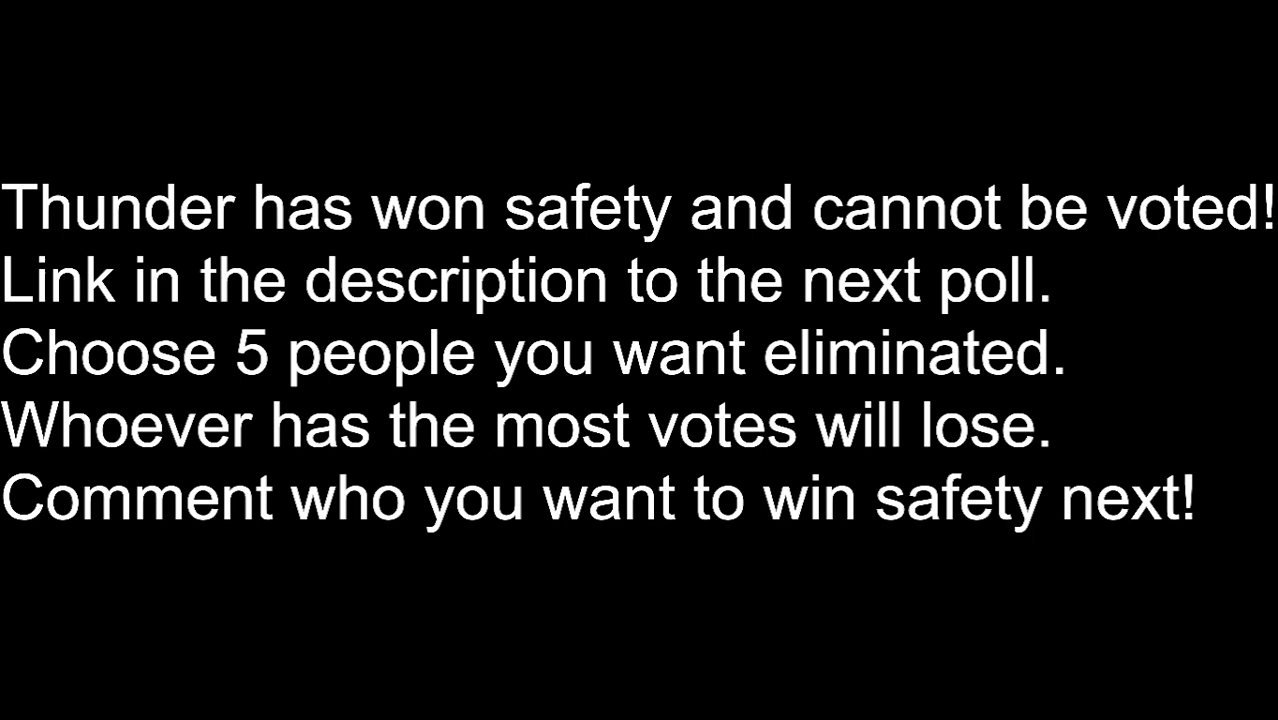 Thunder has won safety and cannot be voted!
Link in the description to the next poll.
Choose 5 people you want eliminated.
Whoever has the most votes will lose.
Comment who you want to win safety next!